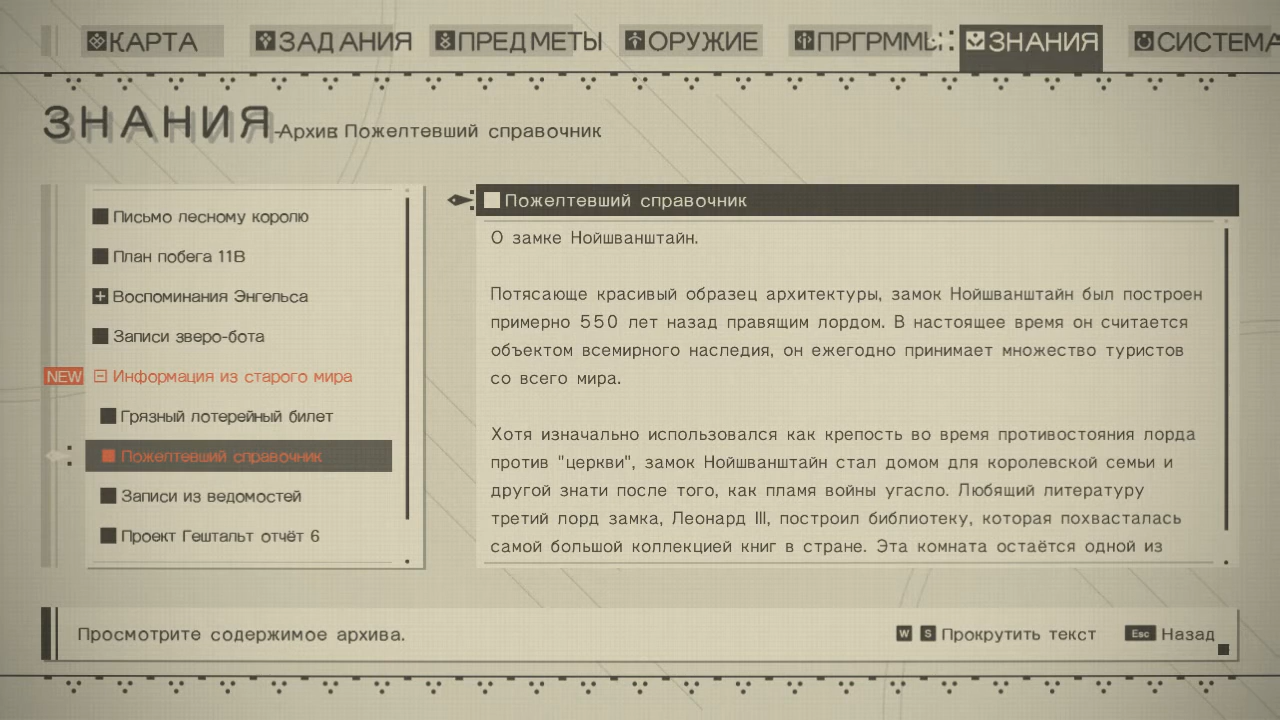 КАРТА
ЗАДАНИЯ
ПРЕДМЕТЫ
ОРУЖИЕ
ПРГРММЫ
ЗНАНИЯ
СИСТЕМА
ЗНАНИЯ-Архив: Пожелтевший справочник
Письмо лесному королю
План побега 11B
Воспоминания Энгельса
Записи зверо-бота
NEW Информация из старого мира
Грязный лотерейный билет
Пожелтевший справочник
Записи из ведомостей
Проект Гештальт отчёт 6
Пожелтевший справочник
О замке Нойшванштайн.
Потясающе красивый образец архитектуры, замок Нойшванштайн был построен
примерно 550 лет назад правящим лордом. В настоящее время он считается
объектом всемирного наследия, он ежегодно принимает множество туристов
со всего мира.
Хотя изначально использовался как крепость во время противостояния лорда
против "церкви", замок Нойшванштайн стал домом для королевской семьи и
другой знати после того, как пламя войны угасло. Любящий литературу
третий лорд замка, Леонард III, построил библиотеку, которая похвасталась
самой большой коллекцией книг в стране. Эта комната остаётся одной из
Просмотрите содержимое архива.
W S Прокрутить текст
Esc Назад